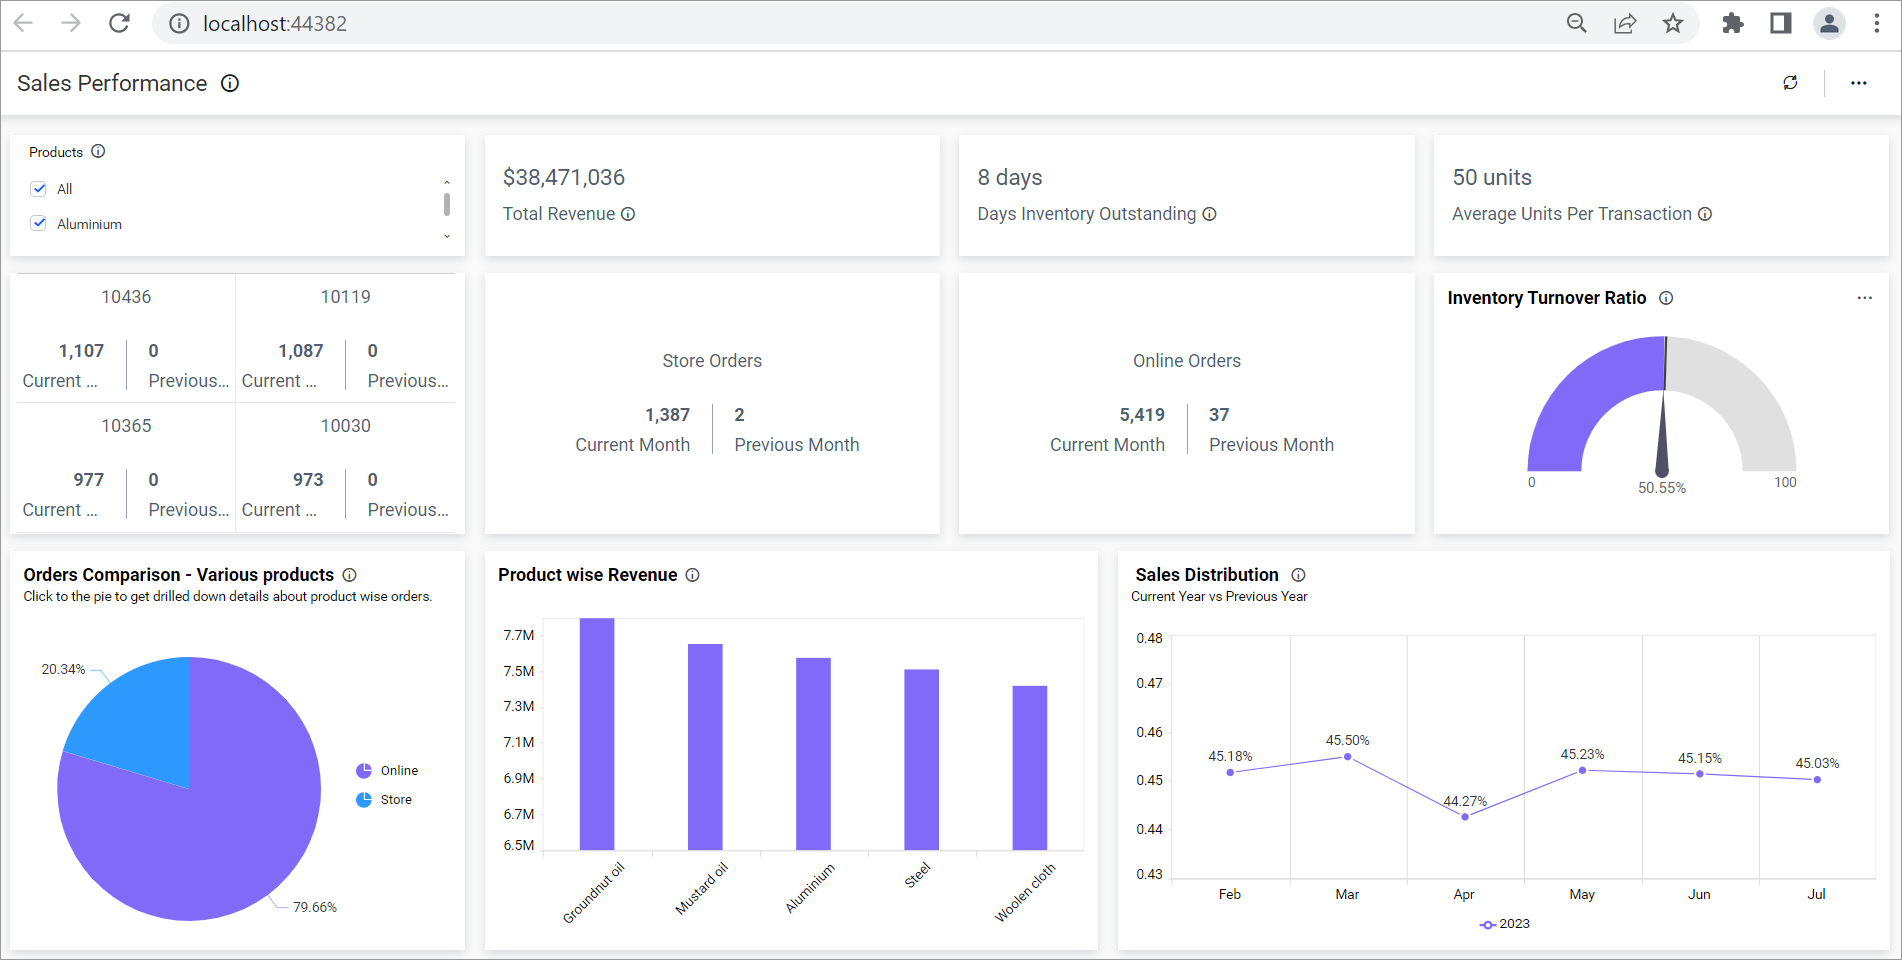 localhost:44382
Sales Performance
Products
All
Aluminium
$38,471,036
Total Revenue
8 days
Days Inventory Outstanding
50 units
Average Units Per Transaction
10436
1,107 0
Current ... Previous...
10119
1,087 0
Current ... Previous...
10365
977 0
Current ... Previous...
10030
973 0
Current ... Previous...
Store Orders
1,387 2
Current Month Previous Month
Online Orders
5,419 37
Current Month Previous Month
Inventory Turnover Ratio
0 100
50.55%
Orders Comparison - Various products
Click to the pie to get drilled down details about product wise orders.
20.34%
79.66%
Online
Store
Product wise Revenue
7.7M
7.5M
7.3M
7.1M
6.9M
6.7M
6.5M
Groundnut oil
Mustard oil
Aluminium
Steel
Woolen cloth
Sales Distribution
Current Year vs Previous Year
0.48
0.47
0.46
0.45
0.44
0.43
45.18%
45.50%
44.27%
45.23%
45.15%
45.03%
Feb Mar Apr May Jun Jul
2023